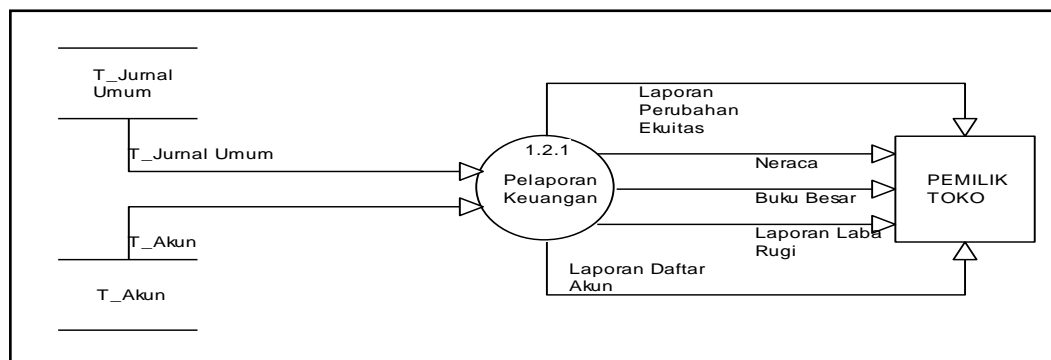 T_Jurnal
Umum
T_Jurnal Umum
T_Akun
T_Akun
1.2.1
Pelaporan
Keuangan
Laporan
Perubahan
Ekuitas
Neraca
Buku Besar
Laporan Laba
Rugi
Laporan Daftar
Akun
PEMILIK
TOKO